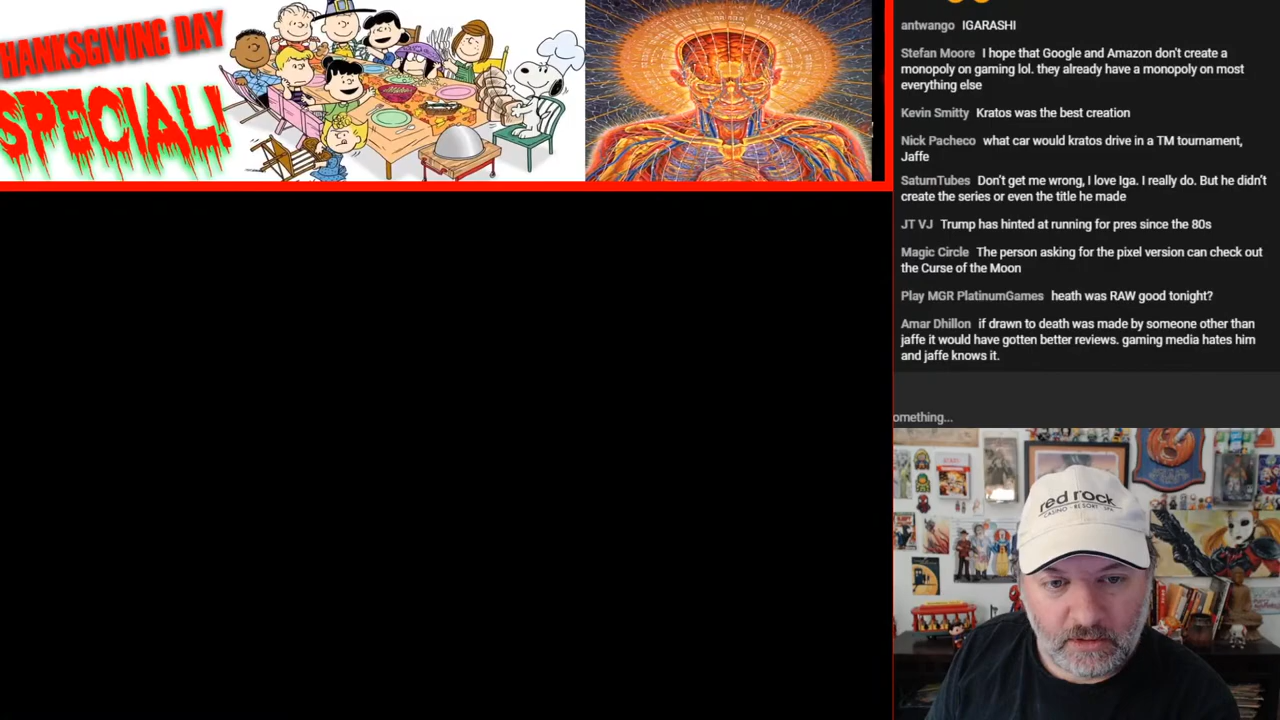 THANKSGIVING DAY
SPECIAL!
antwango IGARASHI
Stefan Moore I hope that Google and Amazon don't create a
monopoly on gaming lol. they already have a monopoly on most
everything else
Kevin Smitty Kratos was the best creation
Nick Pacheco what car would kratos drive in a TM tournament,
Jaffe
SaturnTubes Don't get me wrong, I love Iga. I really do. But he didn't
create the series or even the title he made
JT VJ Trump has hinted at running for pres since the 80s
Magic Circle The person asking for the pixel version can check out
the Curse of the Moon
Play MGR PlatinumGames heath was RAW good tonight?
Amar Dhillon if drawn to death was made by someone other than
jaffe it would have gotten better reviews. gaming media hates him
and jaffe knows it.
omething...
red rock
CASINO · RESORT · SPA